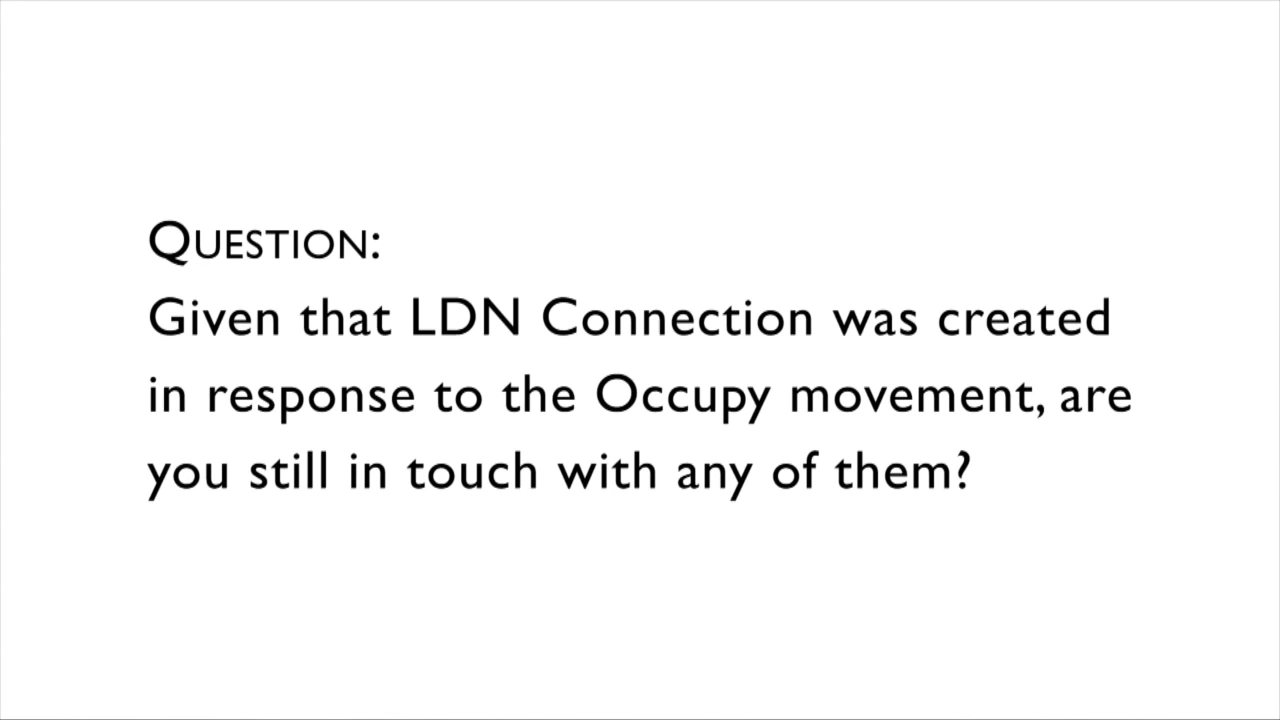 QUESTION:
Given that LDN Connection was created
in response to the Occupy movement, are
you still in touch with any of them?